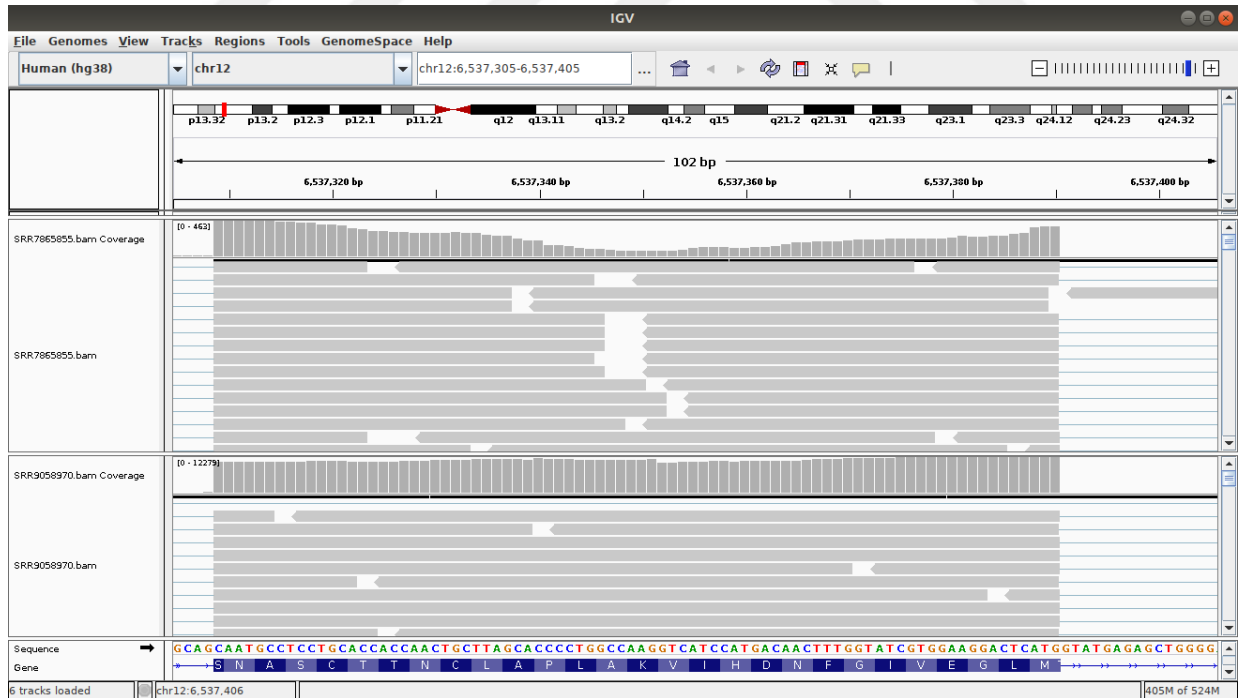 IGV
File Genomes View Tracks Regions Tools GenomeSpace Help
Human (hg38) chr12 chr12:6,537,305-6,537,405 ...
p13.32 p13.2 p12.3 p12.1 p11.21 q12 q13.11 q13.2 q14.2 q15 q21.2 q21.31 q21.33 q23.1 q23.3 q24.12 q24.23 q24.32
102 bp
6,537,320 bp 6,537,340 bp 6,537,360 bp 6,537,380 bp 6,537,400 bp
[0 - 463]
SRR7865855.bam Coverage
SRR7865855.bam
[0 - 12279]
SRR9058970.bam Coverage
SRR9058970.bam
Sequence GCAGCAATGCCTCCTGCACCACCAACTGCTTAGCACCCCTGGCCAAGGTCATCCATGACAACTTTGGTATCGTGGAAGGACTCATGGTATGAGAGCTGGGG
Gene S N A S C T T N C L A P L A K V I H D N F G I V E G L M
6 tracks loaded chr12:6,537,406 405M of 524M